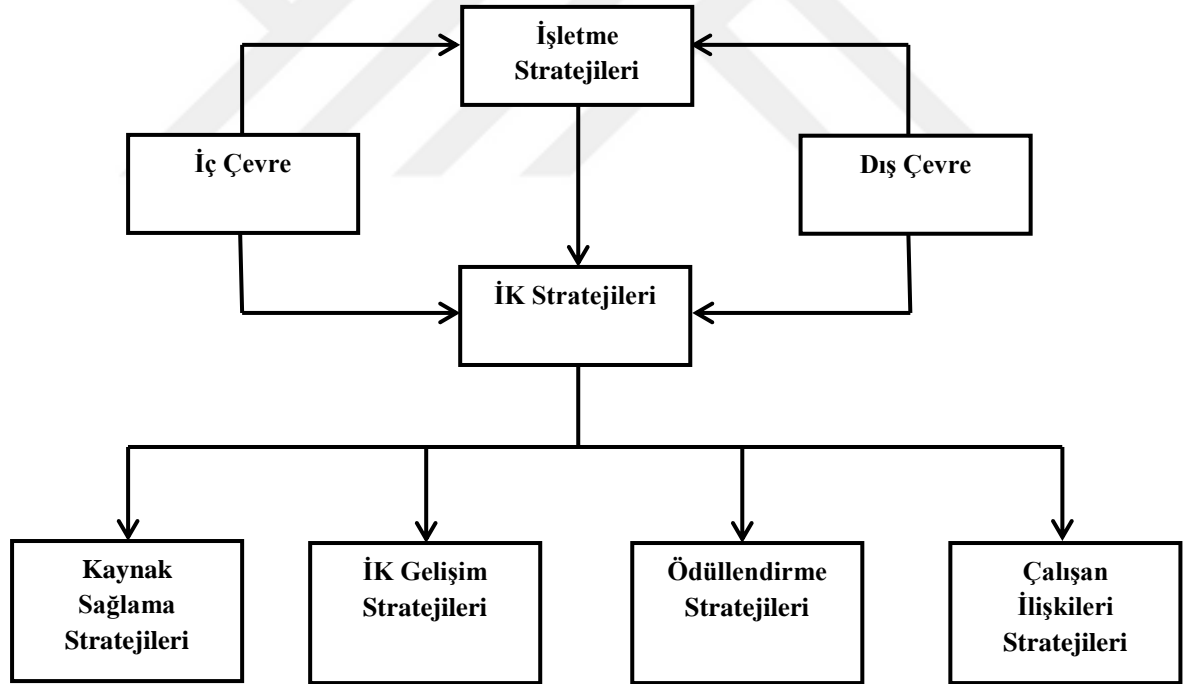 İşletme
Stratejileri
İç Çevre
Dış Çevre
İK Stratejileri
Kaynak
Sağlama
Stratejileri
İK Gelişim
Stratejileri
Ödüllendirme
Stratejileri
Çalışan
İlişkileri
Stratejileri